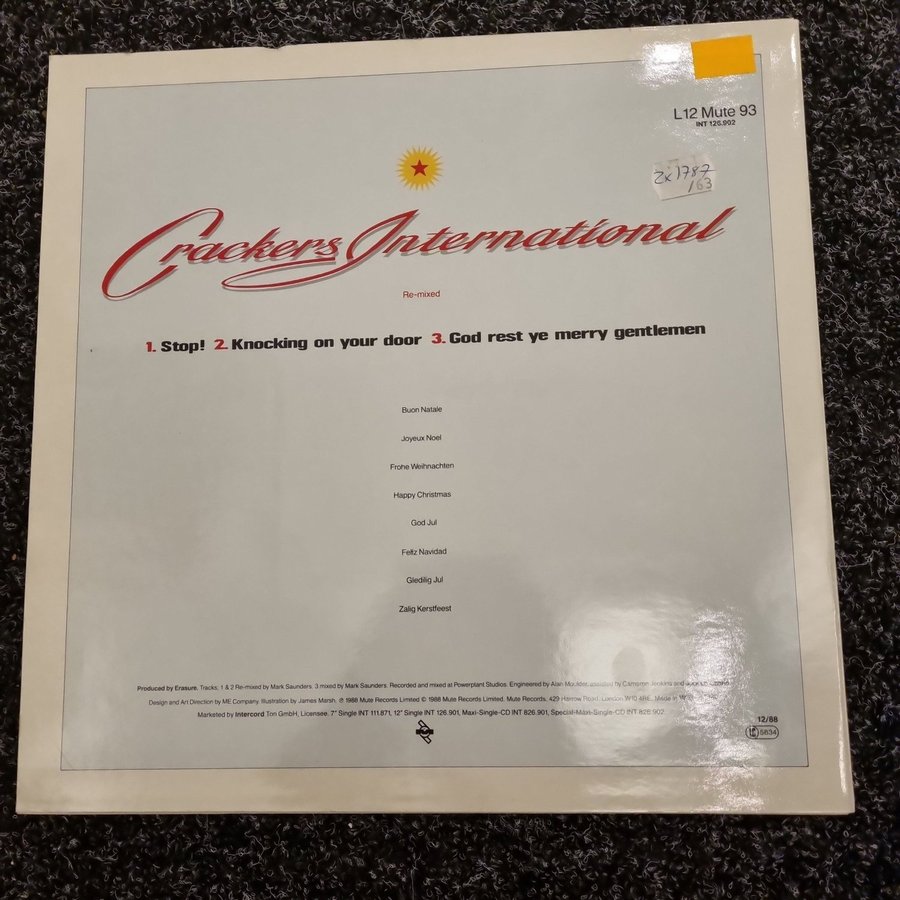 L12 Mute 93
INT 126.902
2x1787
/63
Crackers International
Re-mixed
1. Stop! 2. Knocking on your door 3. God rest ye merry gentlemen
Buon Natale
Joyeux Noel
Frohe Weihnachten
Happy Christmas
God Jul
Feliz Navidad
Gledilig Jul
Zalig Kerstfeest
Produced by Erasure. Tracks: 1 & 2 Re-mixed by Mark Saunders. 3 mixed by Mark Saunders. Recorded and mixed at Powerplant Studios. Engineered by Alan Moulder, assisted by Cameron Jenkins and
Design and Art Direction by ME Company. Illustration by James Marsh. ℗ 1988 Mute Records Limited © 1988 Mute Records Limited. Mute Records, 429 Harrow Road, London W10 4RE. Made in
Marketed by Intercord Ton GmbH, Licensee. 7" Single INT 111.871, 12" Single INT 126.901, Maxi-Single-CD INT 826.901, Special-Maxi-Single-CD INT 826.902
12/88
LC 5834